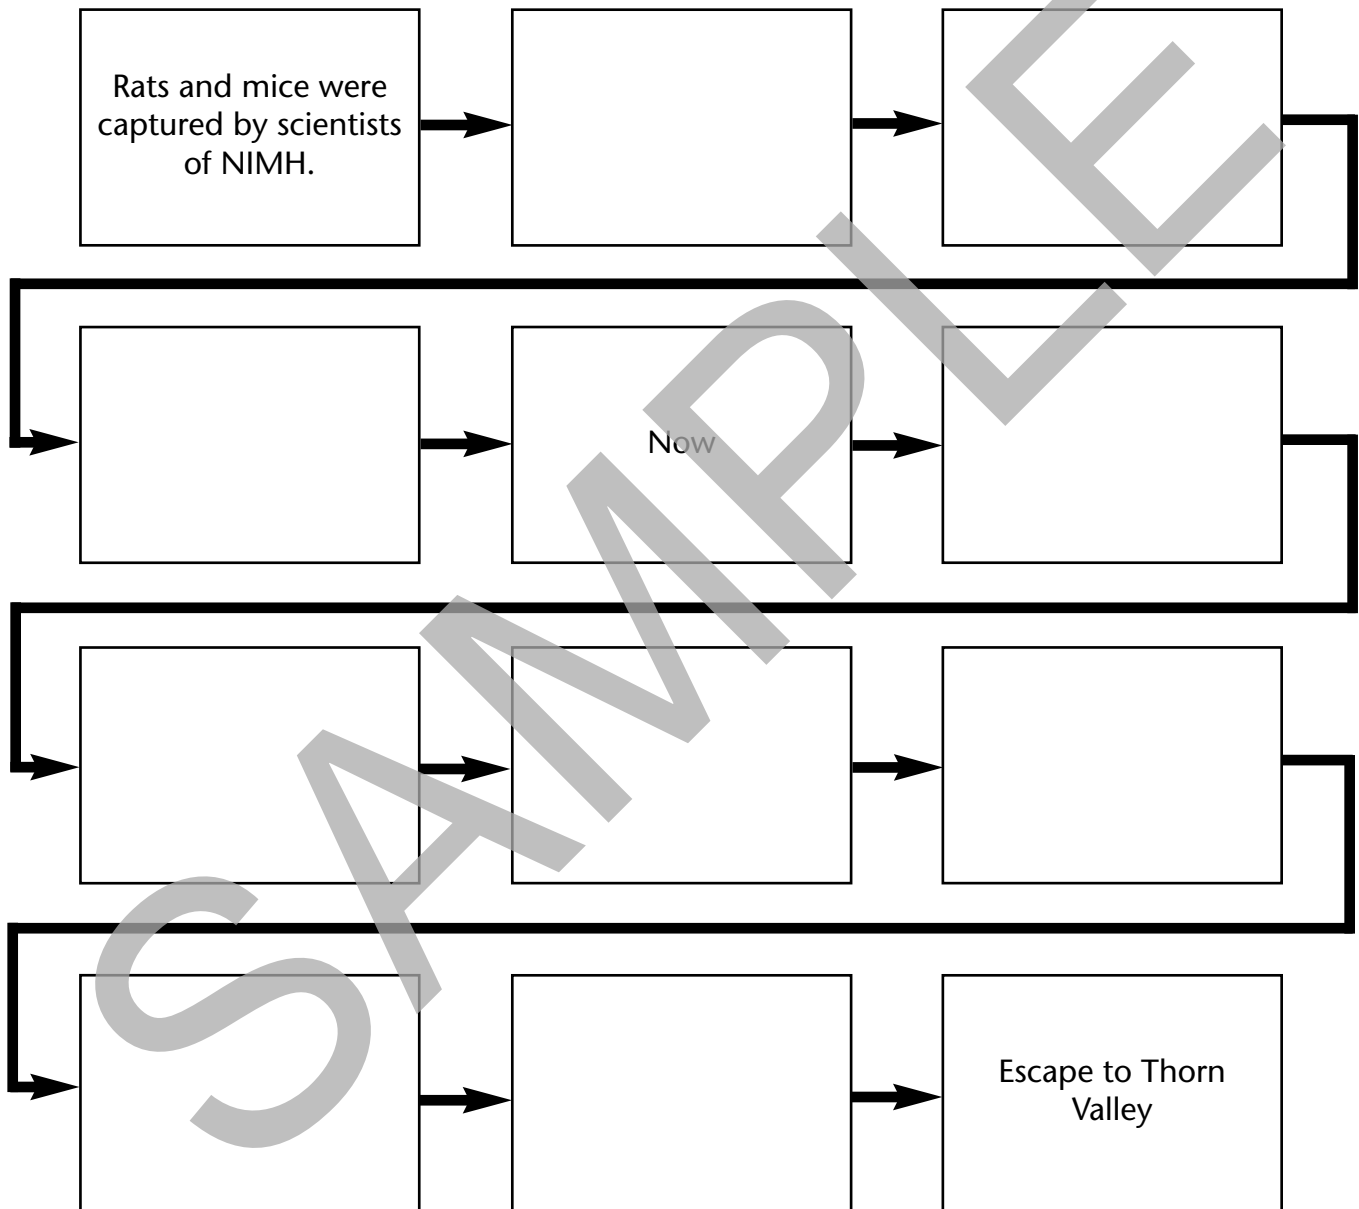 Rats and mice were
captured by scientists
of NIMH.
Now
Escape to Thorn
Valley
SAMPLE